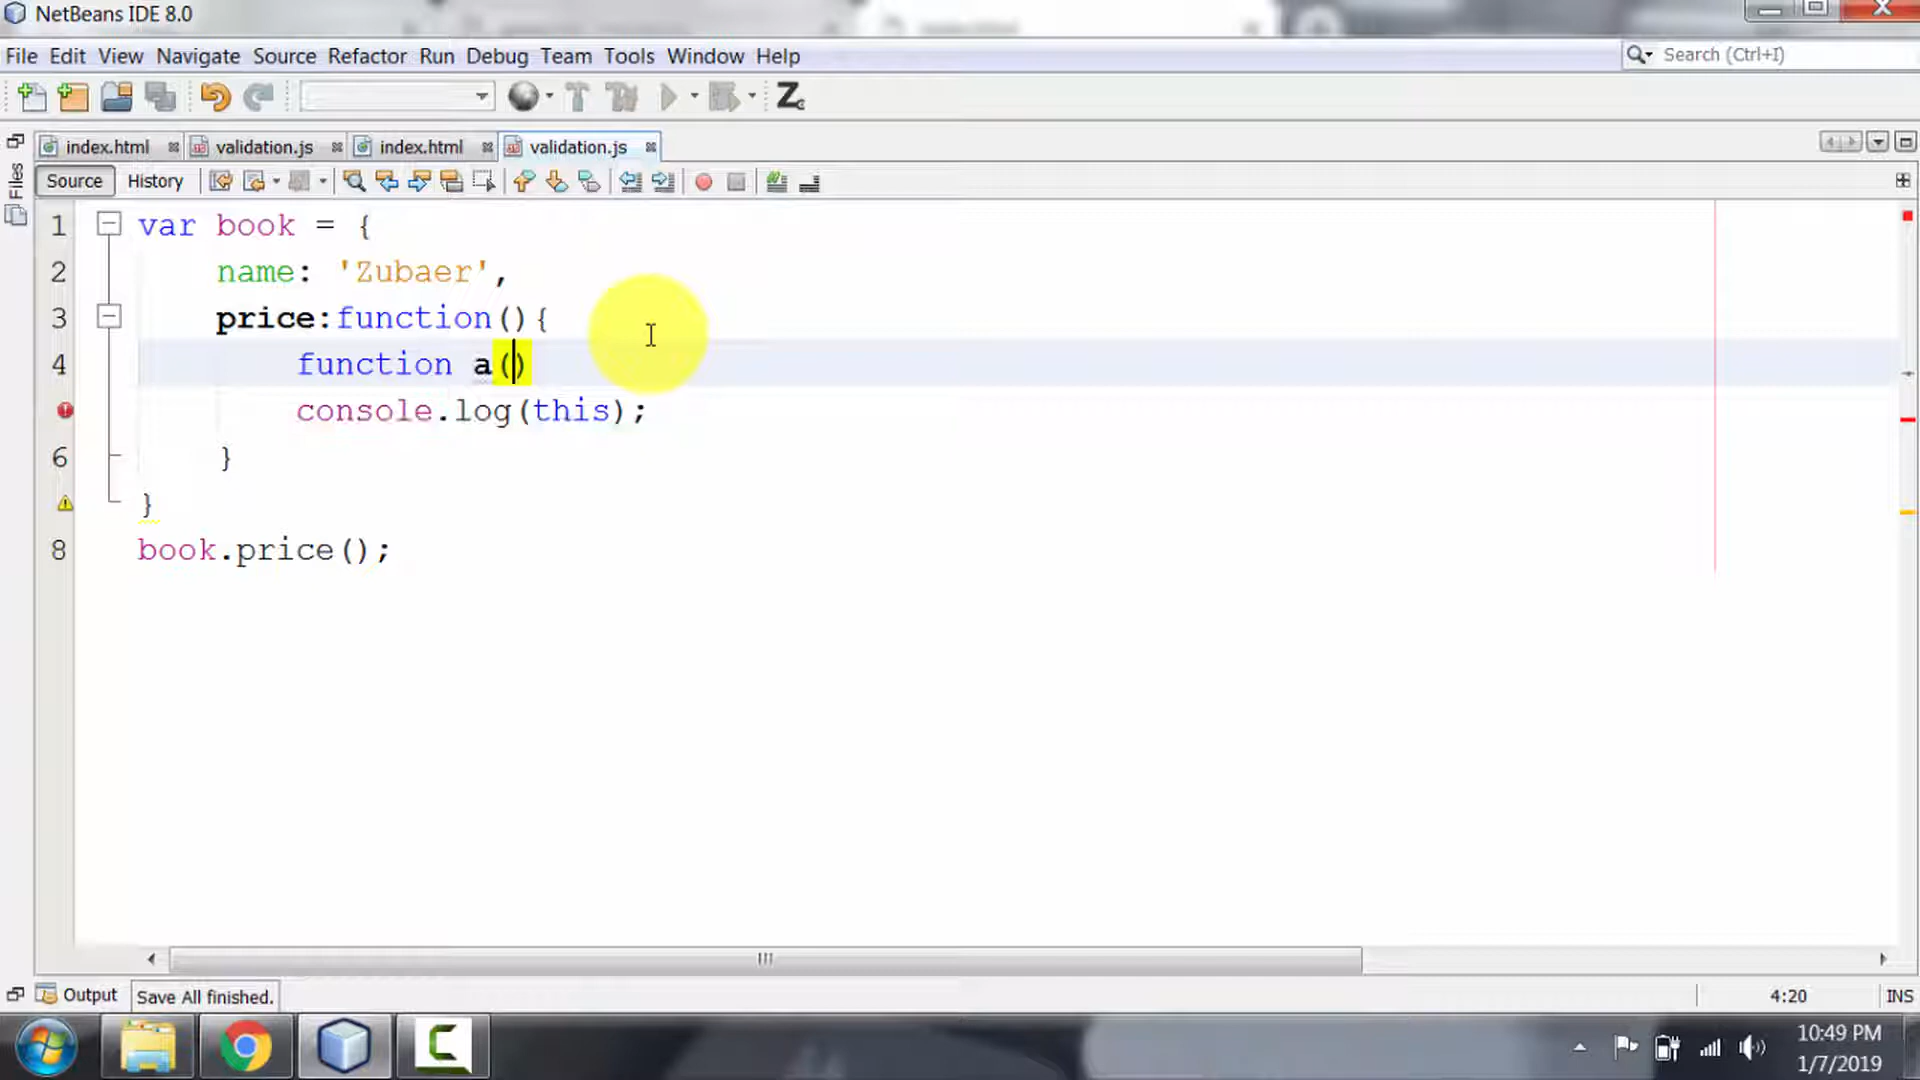 NetBeans IDE 8.0
File Edit View Navigate Source Refactor Run Debug Team Tools Window Help
Search (Ctrl+I)
index.html validation.js index.html validation.js
Files
Source History
1 var book = {
2 name: 'Zubaer',
3 price:function(){
4 function a()
console.log(this);
6 }
}
8 book.price();
Output Save All finished.
4:20 INS
10:49 PM
1/7/2019